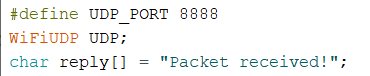 #define UDP_PORT 8888
WiFiUDP UDP;
char reply[] = "Packet received!";